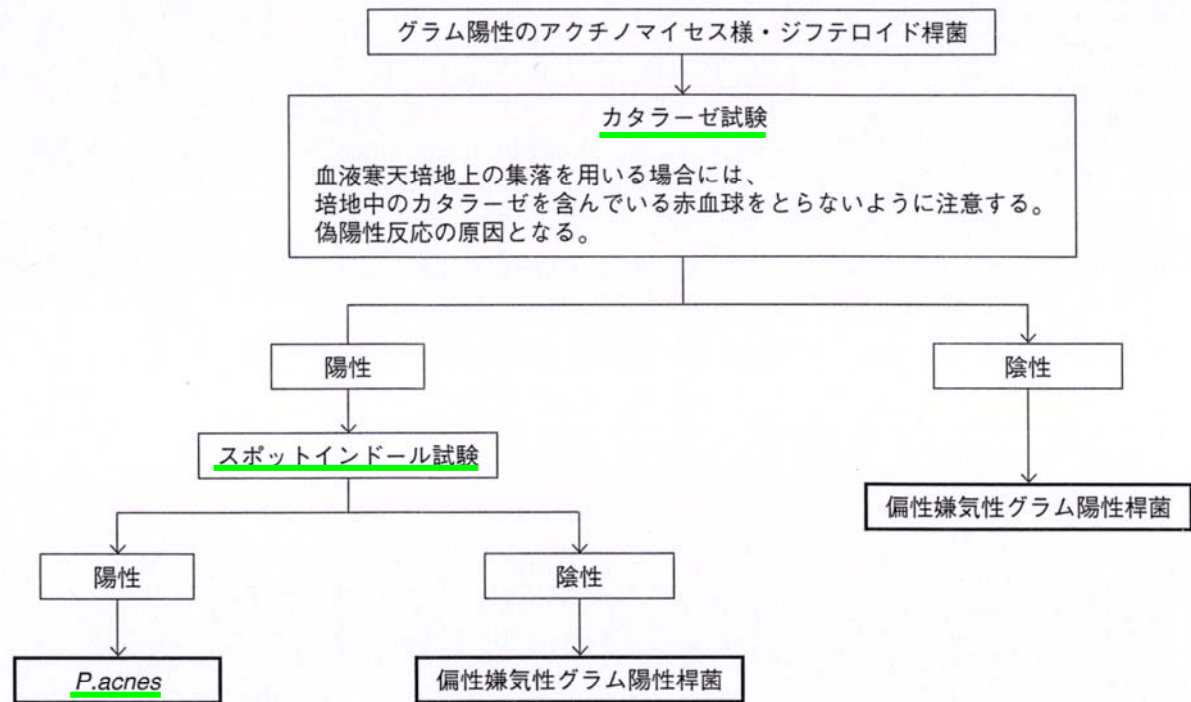 グラム陽性のアクチノマイセス様・ジフテロイド桿菌
カタラーゼ試験
血液寒天培地上の集落を用いる場合には、
培地中のカタラーゼを含んでいる赤血球をとらないように注意する。
偽陽性反応の原因となる。
陽性
陰性
スポットインドール試験
偏性嫌気性グラム陽性桿菌
陽性
陰性
P.acnes
偏性嫌気性グラム陽性桿菌